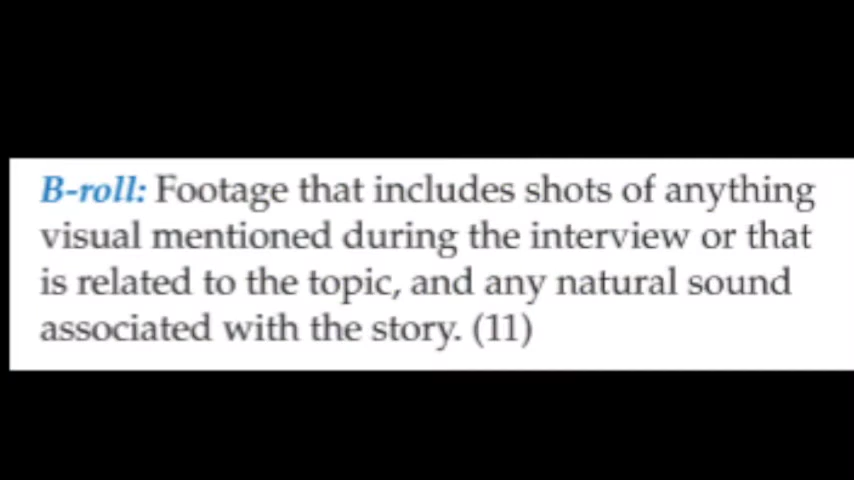 B-roll: Footage that includes shots of anything
visual mentioned during the interview or that
is related to the topic, and any natural sound
associated with the story. (11)